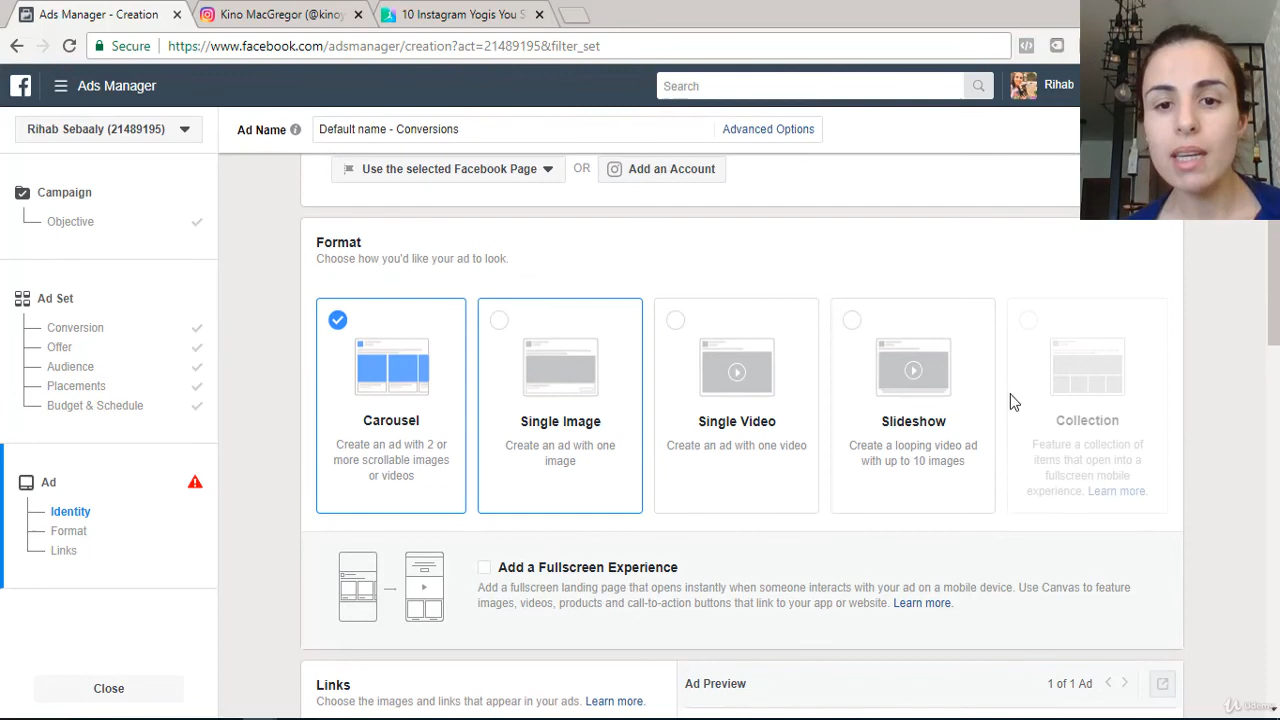 Ads Manager - Creation
Kino MacGregor (@kinoy
10 Instagram Yogis You S
Secure
https://www.facebook.com/adsmanager/creation?act=21489195&filter_set
Ads Manager
Search
Rihab
Rihab Sebaaly (21489195)
Ad Name
Default name - Conversions
Advanced Options
Use the selected Facebook Page
OR
Add an Account
Campaign
Objective
Ad Set
Conversion
Offer
Audience
Placements
Budget & Schedule
Ad
Identity
Format
Links
Close
Format
Choose how you'd like your ad to look.
Carousel
Create an ad with 2 or
more scrollable images
or videos
Single Image
Create an ad with one
image
Single Video
Create an ad with one video
Slideshow
Create a looping video ad
with up to 10 images
Collection
Feature a collection of
items that open into a
fullscreen mobile
experience. Learn more.
Add a Fullscreen Experience
Add a fullscreen landing page that opens instantly when someone interacts with your ad on a mobile device. Use Canvas to feature
images, videos, products and call-to-action buttons that link to your app or website. Learn more.
Links
Choose the images and links that appear in your ads. Learn more.
Ad Preview
1 of 1 Ad
Udemy